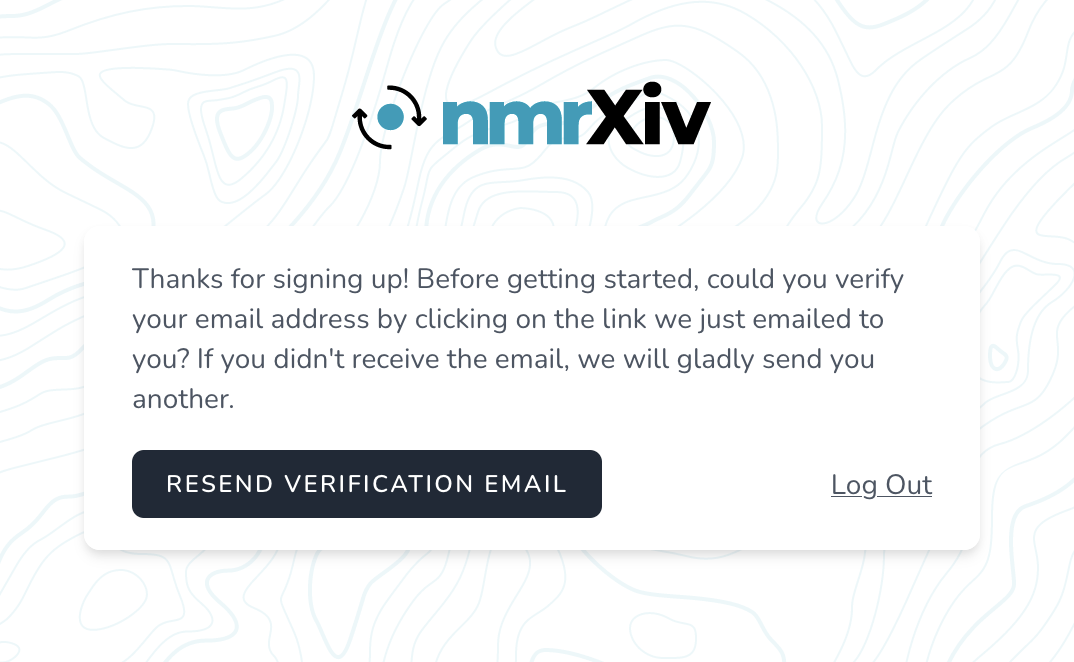 nmrXiv
Thanks for signing up! Before getting started, could you verify
your email address by clicking on the link we just emailed to
you? If you didn't receive the email, we will gladly send you
another.
RESEND VERIFICATION EMAIL
Log Out